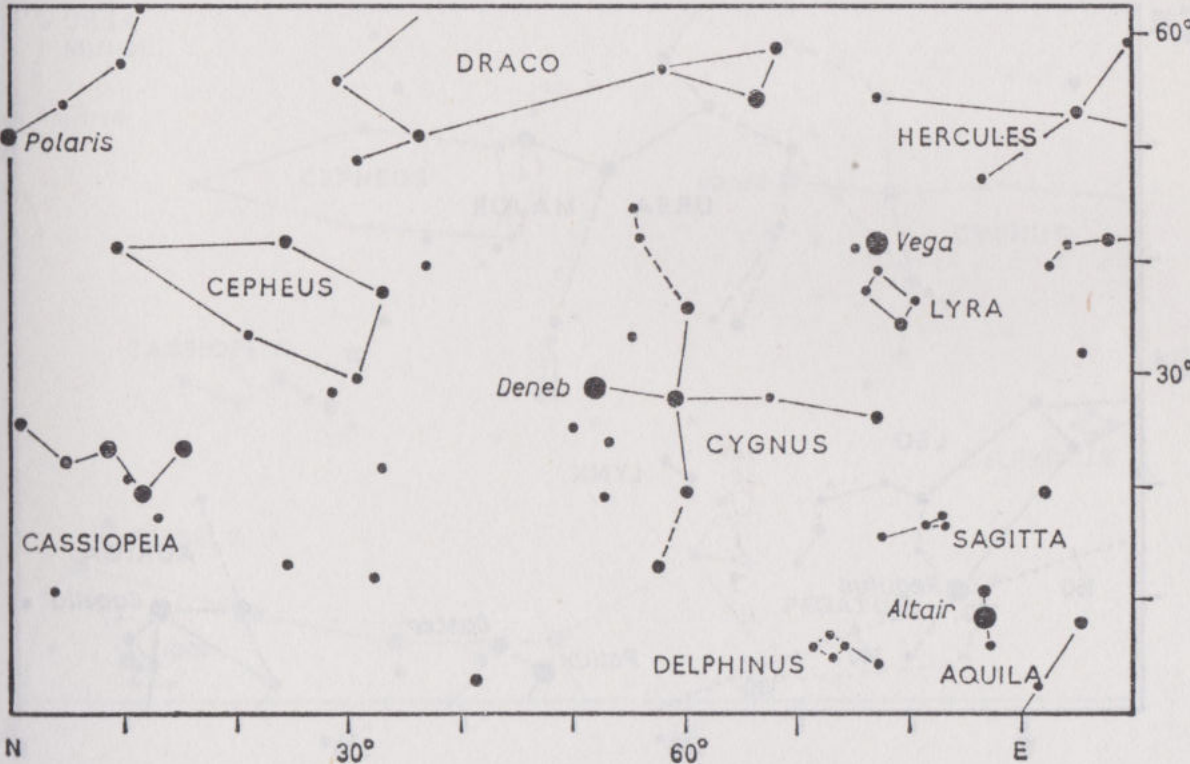 60°
DRACO
Polaris
HERCULES
Vega
CEPHEUS
LYRA
30°
Deneb
CYGNUS
CASSIOPEIA
SAGITTA
Altair
DELPHINUS
AQUILA
N
30°
60°
E